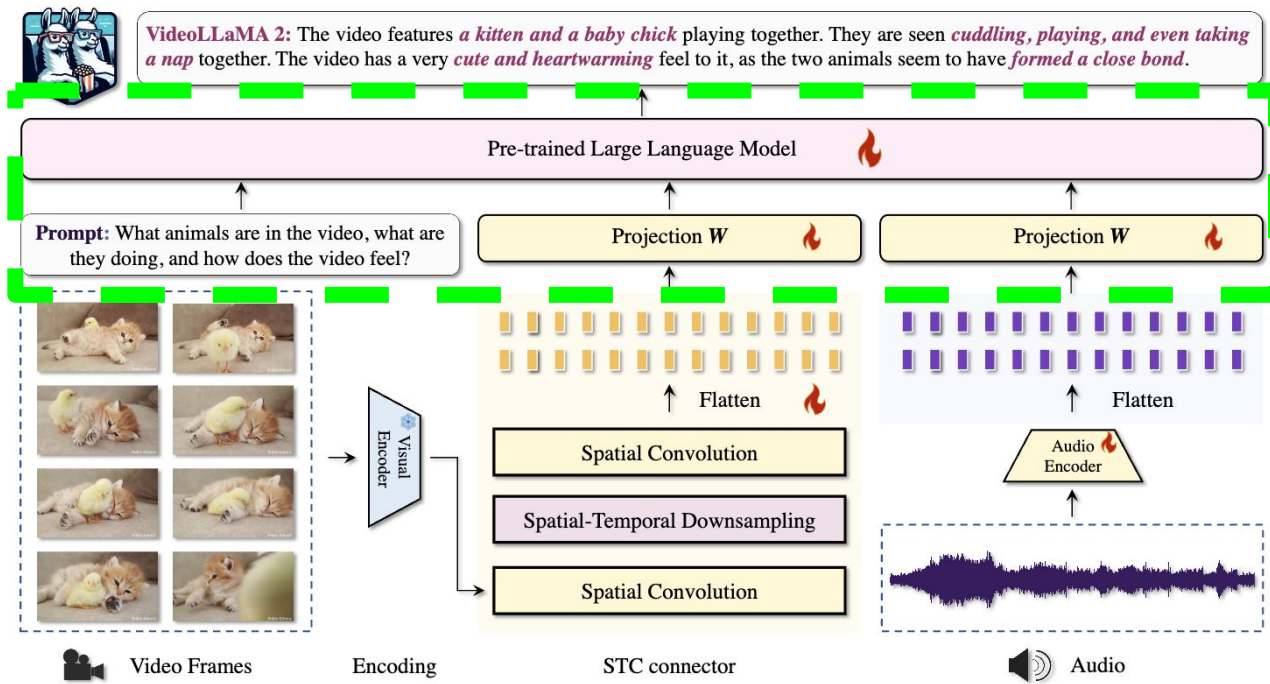 VideoLLaMA 2: The video features a kitten and a baby chick playing together. They are seen cuddling, playing, and even taking
a nap together. The video has a very cute and heartwarming feel to it, as the two animals seem to have formed a close bond.
Pre-trained Large Language Model
Prompt: What animals are in the video, what are
they doing, and how does the video feel?
Projection W
Projection W
Flatten
Flatten
Visual
Encoder
Spatial Convolution
Spatial-Temporal Downsampling
Spatial Convolution
Audio
Encoder
Video Frames
Encoding
STC connector
Audio